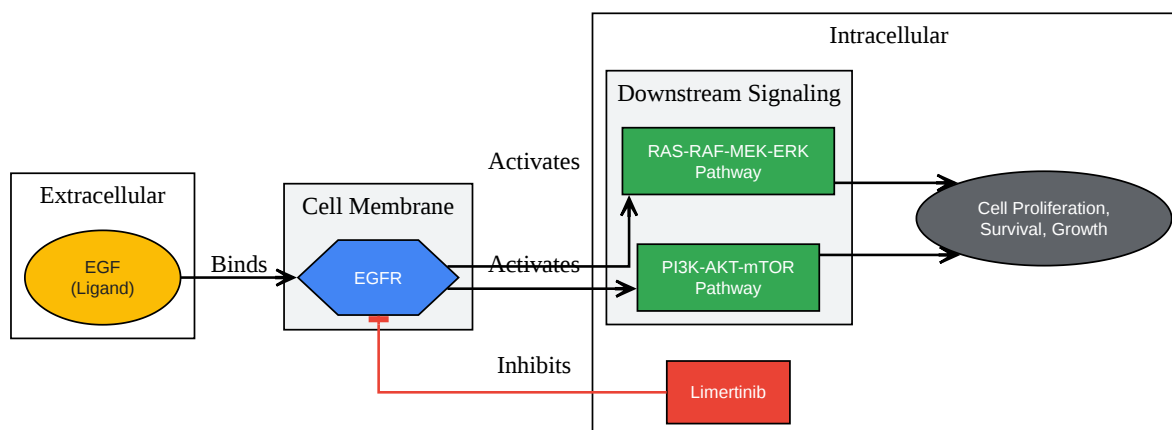 Intracellular
Downstream Signaling
Activates
RAS-RAF-MEK-ERK
Pathway
Extracellular
Cell Membrane
Cell Proliferation,
Survival, Growth
EGF
(Ligand)
Binds
EGFR
Activates
PI3K-AKT-mTOR
Pathway
Inhibits
Limertinib